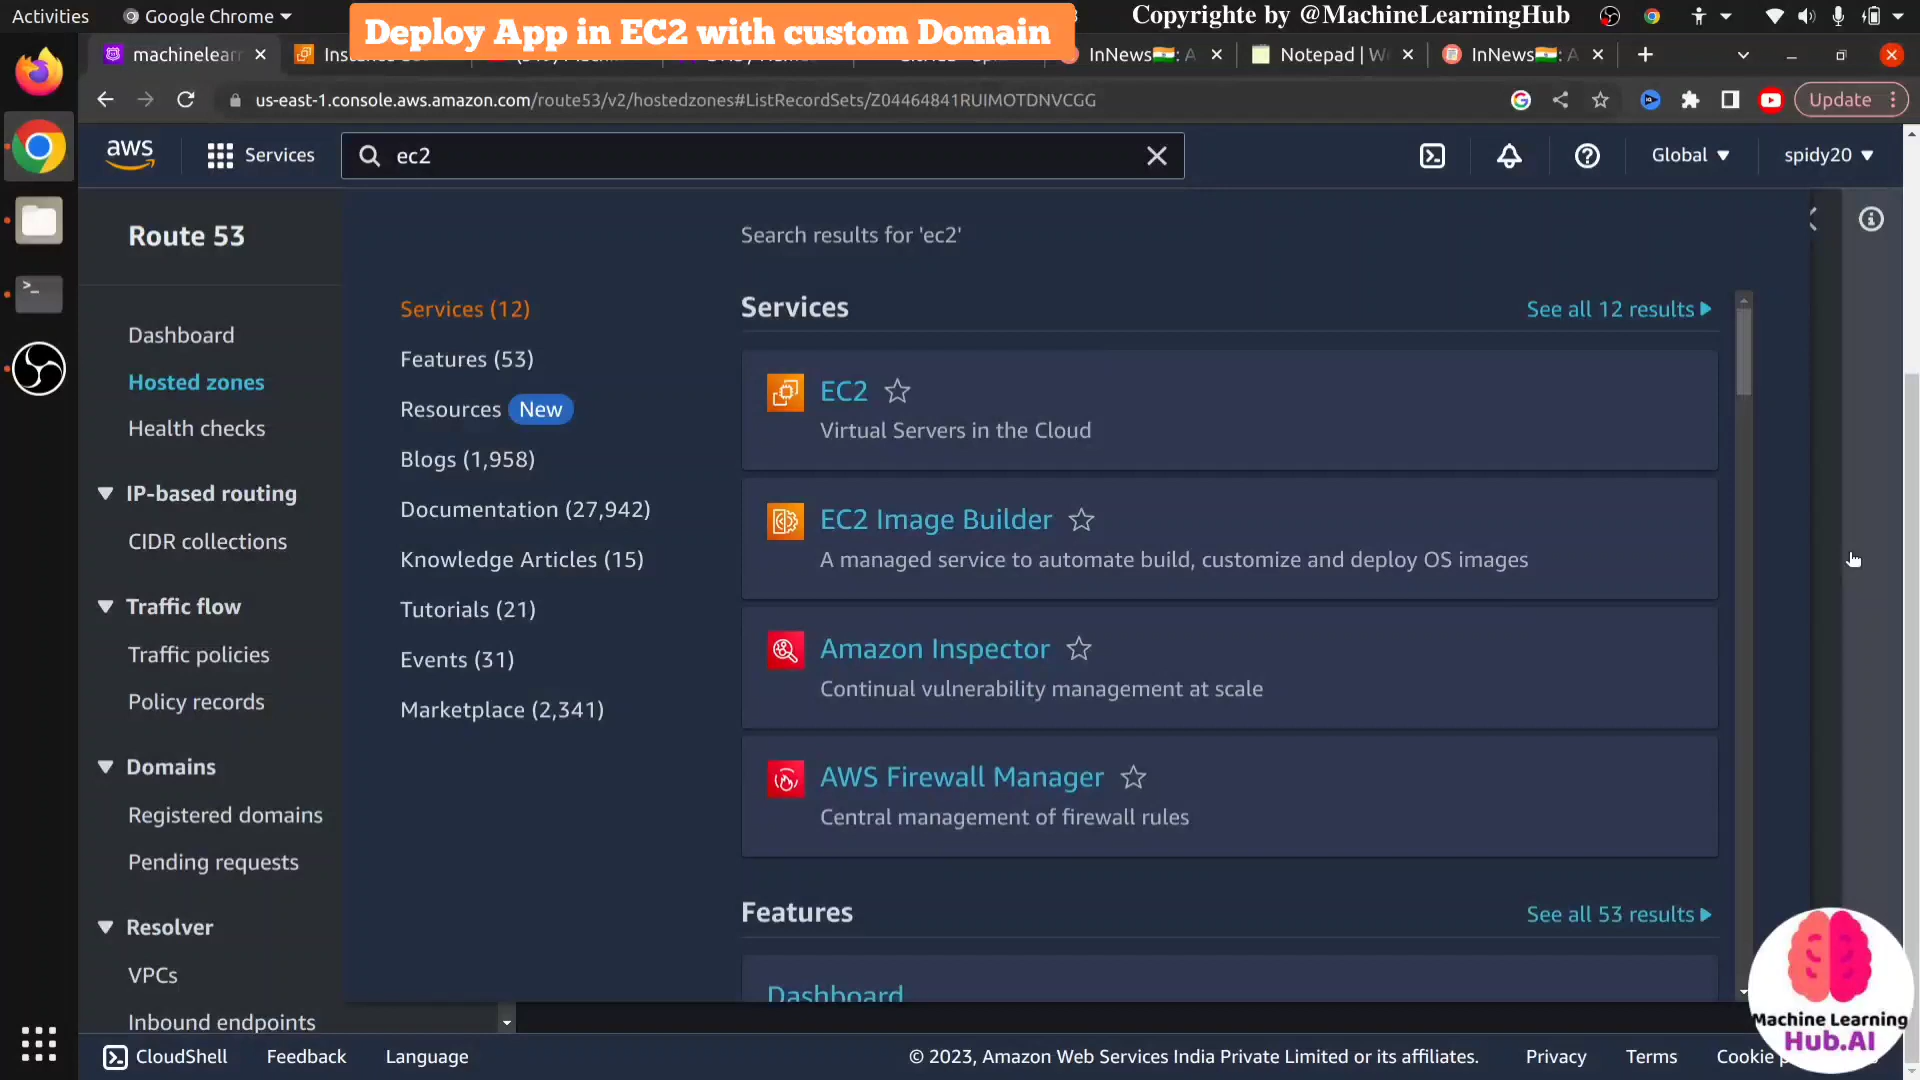 Activities
Google Chrome
Deploy App in EC2 with custom Domain
Copyrighte by @MachineLearningHub
machinelear
InNews
Notepad | W
InNews
us-east-1.console.aws.amazon.com/route53/v2/hostedzones#ListRecordSets/Z04464841RUIMOTDNVCGG
Update
aws
Services
ec2
Global
spidy20
Route 53
Dashboard
Hosted zones
Health checks
IP-based routing
CIDR collections
Traffic flow
Traffic policies
Policy records
Domains
Registered domains
Pending requests
Resolver
VPCs
Inbound endpoints
Search results for 'ec2'
Services (12)
Features (53)
Resources New
Blogs (1,958)
Documentation (27,942)
Knowledge Articles (15)
Tutorials (21)
Events (31)
Marketplace (2,341)
Services
See all 12 results
EC2
Virtual Servers in the Cloud
EC2 Image Builder
A managed service to automate build, customize and deploy OS images
Amazon Inspector
Continual vulnerability management at scale
AWS Firewall Manager
Central management of firewall rules
Features
See all 53 results
Dashboard
Machine Learning
Hub.AI
CloudShell
Feedback
Language
© 2023, Amazon Web Services India Private Limited or its affiliates.
Privacy
Terms
Cookie